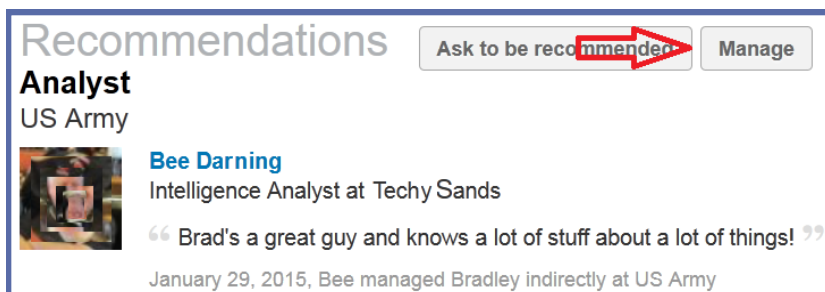 Recommendations Ask to be recommended Manage
Analyst
US Army
Bee Darning
Intelligence Analyst at Techy Sands
“ Brad's a great guy and knows a lot of stuff about a lot of things! ”
January 29, 2015, Bee managed Bradley indirectly at US Army